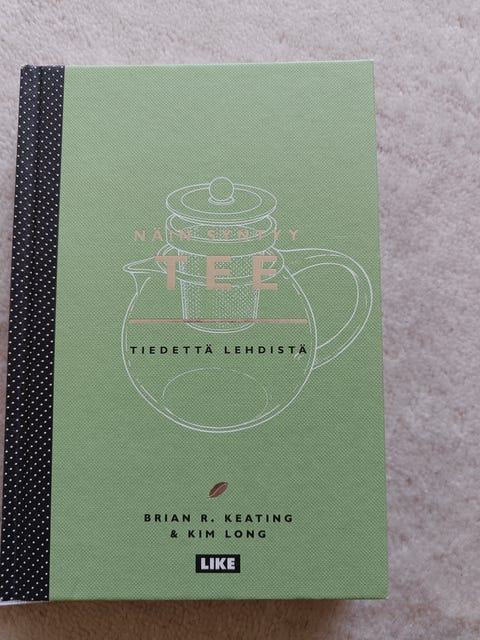 NÄIN SYNTYY
TEE
TIEDETTÄ LEHDISTÄ
BRIAN R. KEATING
& KIM LONG
LIKE